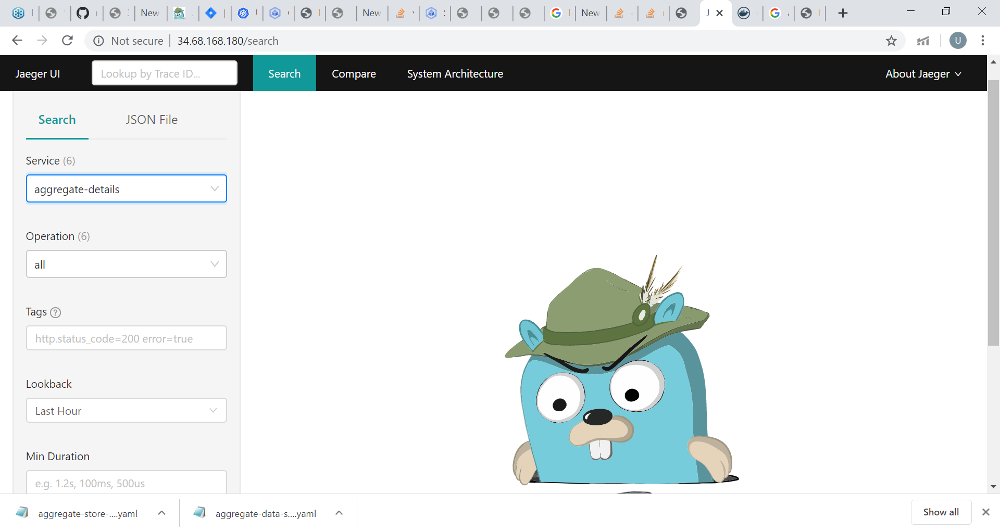 New
New
New
J
Not secure
34.68.168.180/search
Jaeger UI
Lookup by Trace ID...
Search
Compare
System Architecture
About Jaeger
Search
JSON File
Service (6)
aggregate-details
Operation (6)
all
Tags ?
http.status_code=200 error=true
Lookback
Last Hour
Min Duration
e.g. 1.2s, 100ms, 500us
aggregate-store-....yaml
aggregate-data-s....yaml
Show all
U